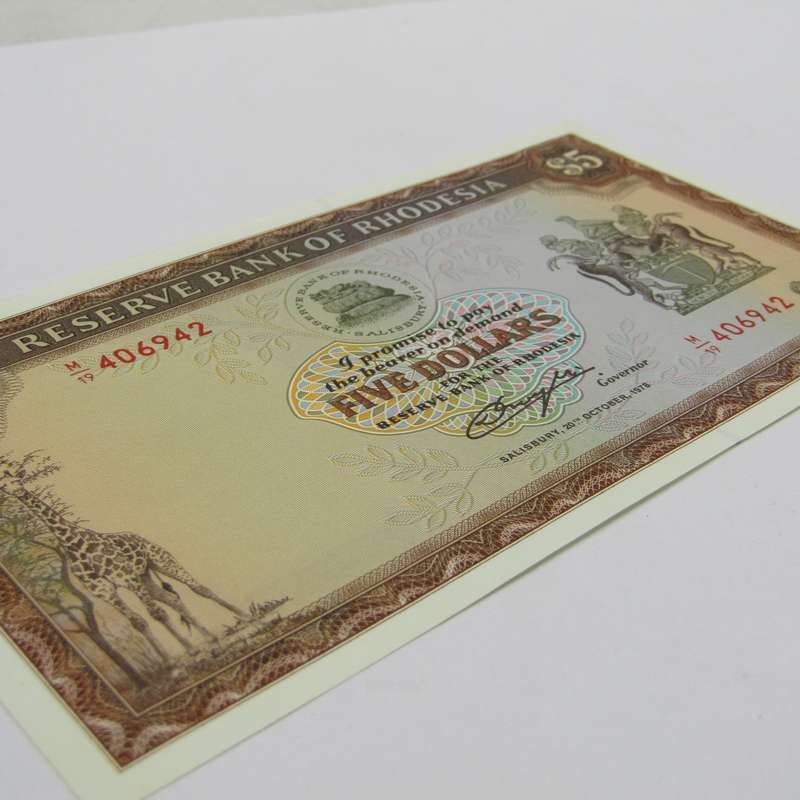 $5
RESERVE BANK OF RHODESIA
RESERVE BANK OF RHODESIA
SALISBURY
M/19 406942
M/19 406942
I promise to pay
the bearer on demand
FIVE DOLLARS
FOR THE
RESERVE BANK OF RHODESIA
Governor
SALISBURY, 20TH OCTOBER, 1978